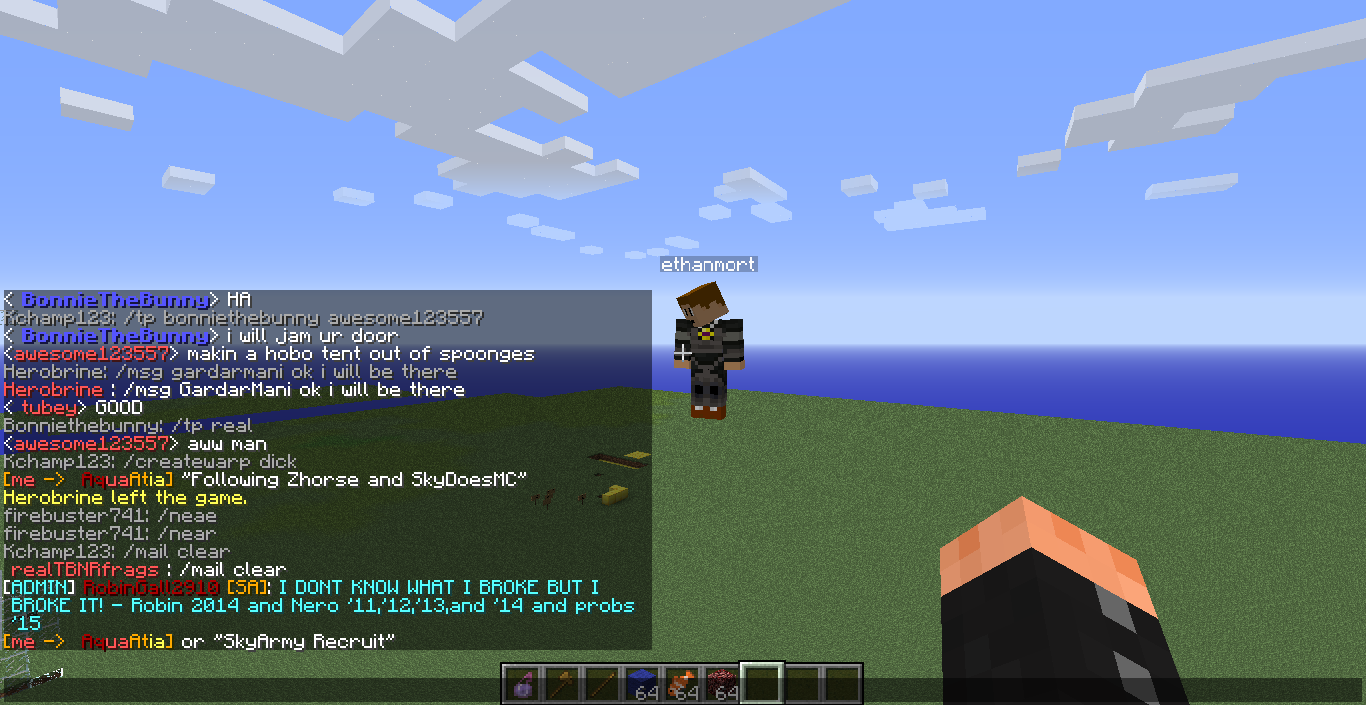 ethanmort
< BonnieTheBunny> HA
Kchamp123: /tp bonniethebunny awesome123557
< BonnieTheBunny> i will jam ur door
<awesome123557> makin a hobo tent out of spoonges
Herobrine: /msg gardarmani ok i will be there
Herobrine : /msg GardarMani ok i will be there
< tubey> GOOD
Bonniethebunny: /tp real
<awesome123557> aww man
Kchamp123: /createwarp dick
[me -> AquaAtia] "Following Zhorse and SkyDoesMC"
Herobrine left the game.
firebuster741: /neae
firebuster741: /near
Kchamp123: /mail clear
realTBNRfrags : /mail clear
[ADMIN] RobinGall2910 [SA]: I DONT KNOW WHAT I BROKE BUT I
BROKE IT! - Robin 2014 and Nero '11,'12,'13,and '14 and probs
'15
[me -> AquaAtia] or "SkyArmy Recruit"
64 64 64